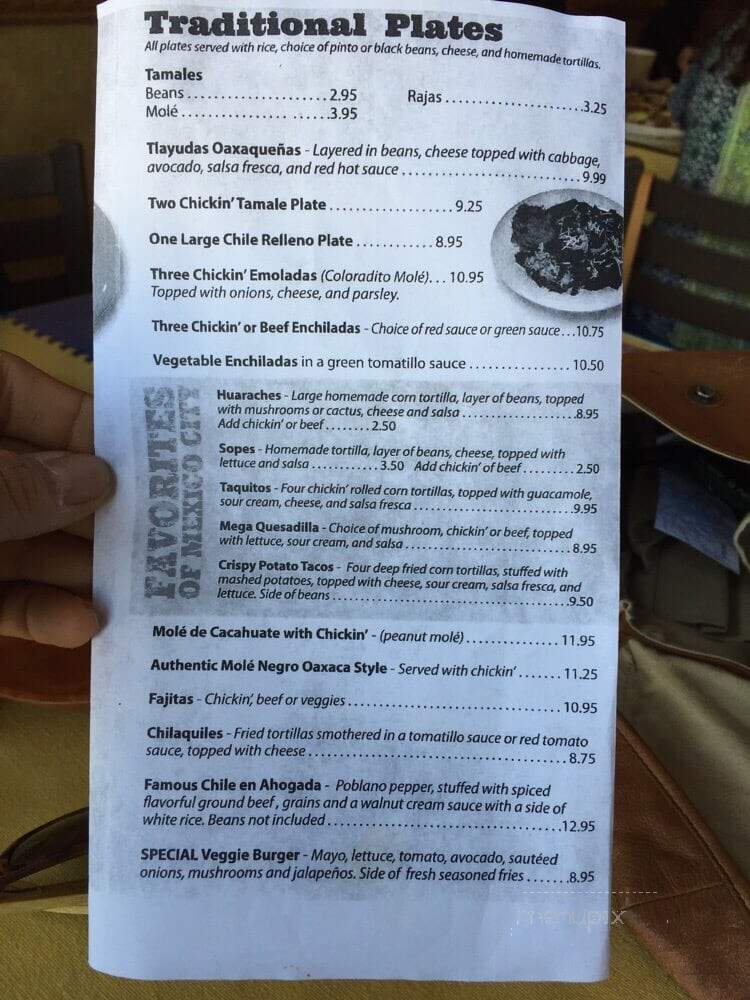 Traditional Plates
All plates served with rice, choice of pinto or black beans, cheese, and homemade tortillas.
Tamales
Beans.....................2.95
Rajas.....................3.25
Molé.......................3.95
Tlayudas Oaxaqueñas - Layered in beans, cheese topped with cabbage,
avocado, salsa fresca, and red hot sauce...........................9.99
Two Chickin' Tamale Plate...................9.25
One Large Chile Relleno Plate............8.95
Three Chickin' Emoladas (Coloradito Molé)...10.95
Topped with onions, cheese, and parsley.
Three Chickin' or Beef Enchiladas - Choice of red sauce or green sauce...10.75
Vegetable Enchiladas in a green tomatillo sauce................10.50
FAVORITES
OF MEXICO CITY
Huaraches - Large homemade corn tortilla, layer of beans, topped
with mushrooms or cactus, cheese and salsa.....................8.95
Add chickin' or beef........2.50
Sopes - Homemade tortilla, layer of beans, cheese, topped with
lettuce and salsa............3.50 Add chickin' of beef.........2.50
Taquitos - Four chickin' rolled corn tortillas, topped with guacamole,
sour cream, cheese, and salsa fresca..............................9.95
Mega Quesadilla - Choice of mushroom, chickin' or beef, topped
with lettuce, sour cream, and salsa................................8.95
Crispy Potato Tacos - Four deep fried corn tortillas, stuffed with
mashed potatoes, topped with cheese, sour cream, salsa fresca, and
lettuce. Side of beans.............................................9.50
Molé de Cacahuate with Chickin' - (peanut molé)...............11.95
Authentic Molé Negro Oaxaca Style - Served with chickin'.......11.25
Fajitas - Chickin', beef or veggies...................................10.95
Chilaquiles - Fried tortillas smothered in a tomatillo sauce or red tomato
sauce, topped with cheese..........................................8.75
Famous Chile en Ahogada - Poblano pepper, stuffed with spiced
flavorful ground beef, grains and a walnut cream sauce with a side of
white rice. Beans not included......................................12.95
SPECIAL Veggie Burger - Mayo, lettuce, tomato, avocado, sautéed
onions, mushrooms and jalapeños. Side of fresh seasoned fries.......8.95
menupix